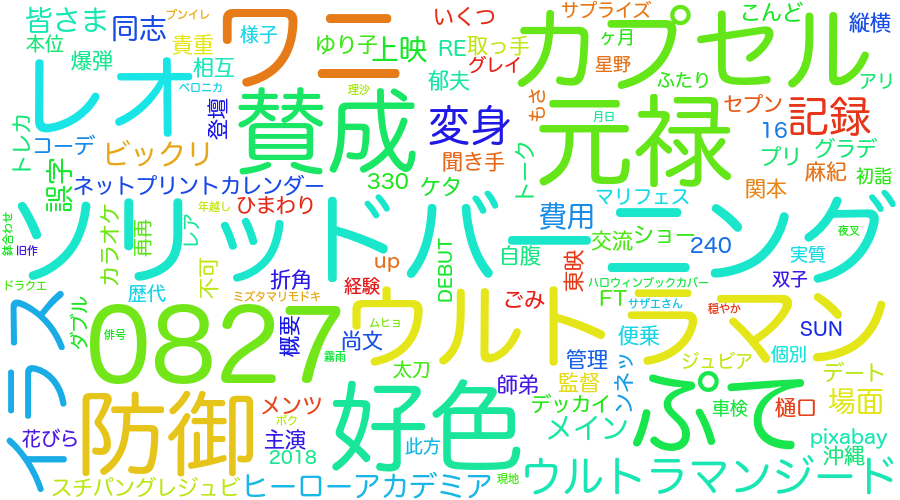 皆さま
同志
ブンイレ
ワニ
様子
いくつ
サプライズ
こんど
縦横
本位
貴重
ゆり子
上映
RE
取っ手
ヶ月
カプセル
爆弾
相互
グレイ
星野
ふたり
アリ
レオ
ベロニカ
理沙
郁夫
もさ
セブン
登壇
賛成
変身
元禄
月日
記録
16
トレカ
コーデ
ビックリ
聞き手
トーク
プリ
グラデ
誤字
330
ケタ
麻紀
初詣
ネットプリントカレンダー
マリフェス
関本
年越し
ひまわり
費用
鉢合わせ
旧作
カラオケ
再再
レア
ソリッドバーニング
夜叉
交流
ショー
240
自腹
実質
不可
up
DEBUT
東映
ドラクエ
歴代
折角
経験
ハロウィンブックカバー
双子
ミズタマリモドキ
ごみ
FT
サザエさん
穏やか
イラス
ダブル
俳号
0827
概要
ムヒョ
ウルトラマン
尚文
便乗
SUN
霧雨
管理
ジュビア
個別
太刀
師弟
監督
ソネッ
デート
防御
メンツ
好色
デッカイ
ぷて
車検
樋口
場面
花びら
主演
ボク
此方
メイン
pixabay
2018
沖縄
スチパングレジュビ
ヒーローアカデミア
現地
ウルトラマンジード